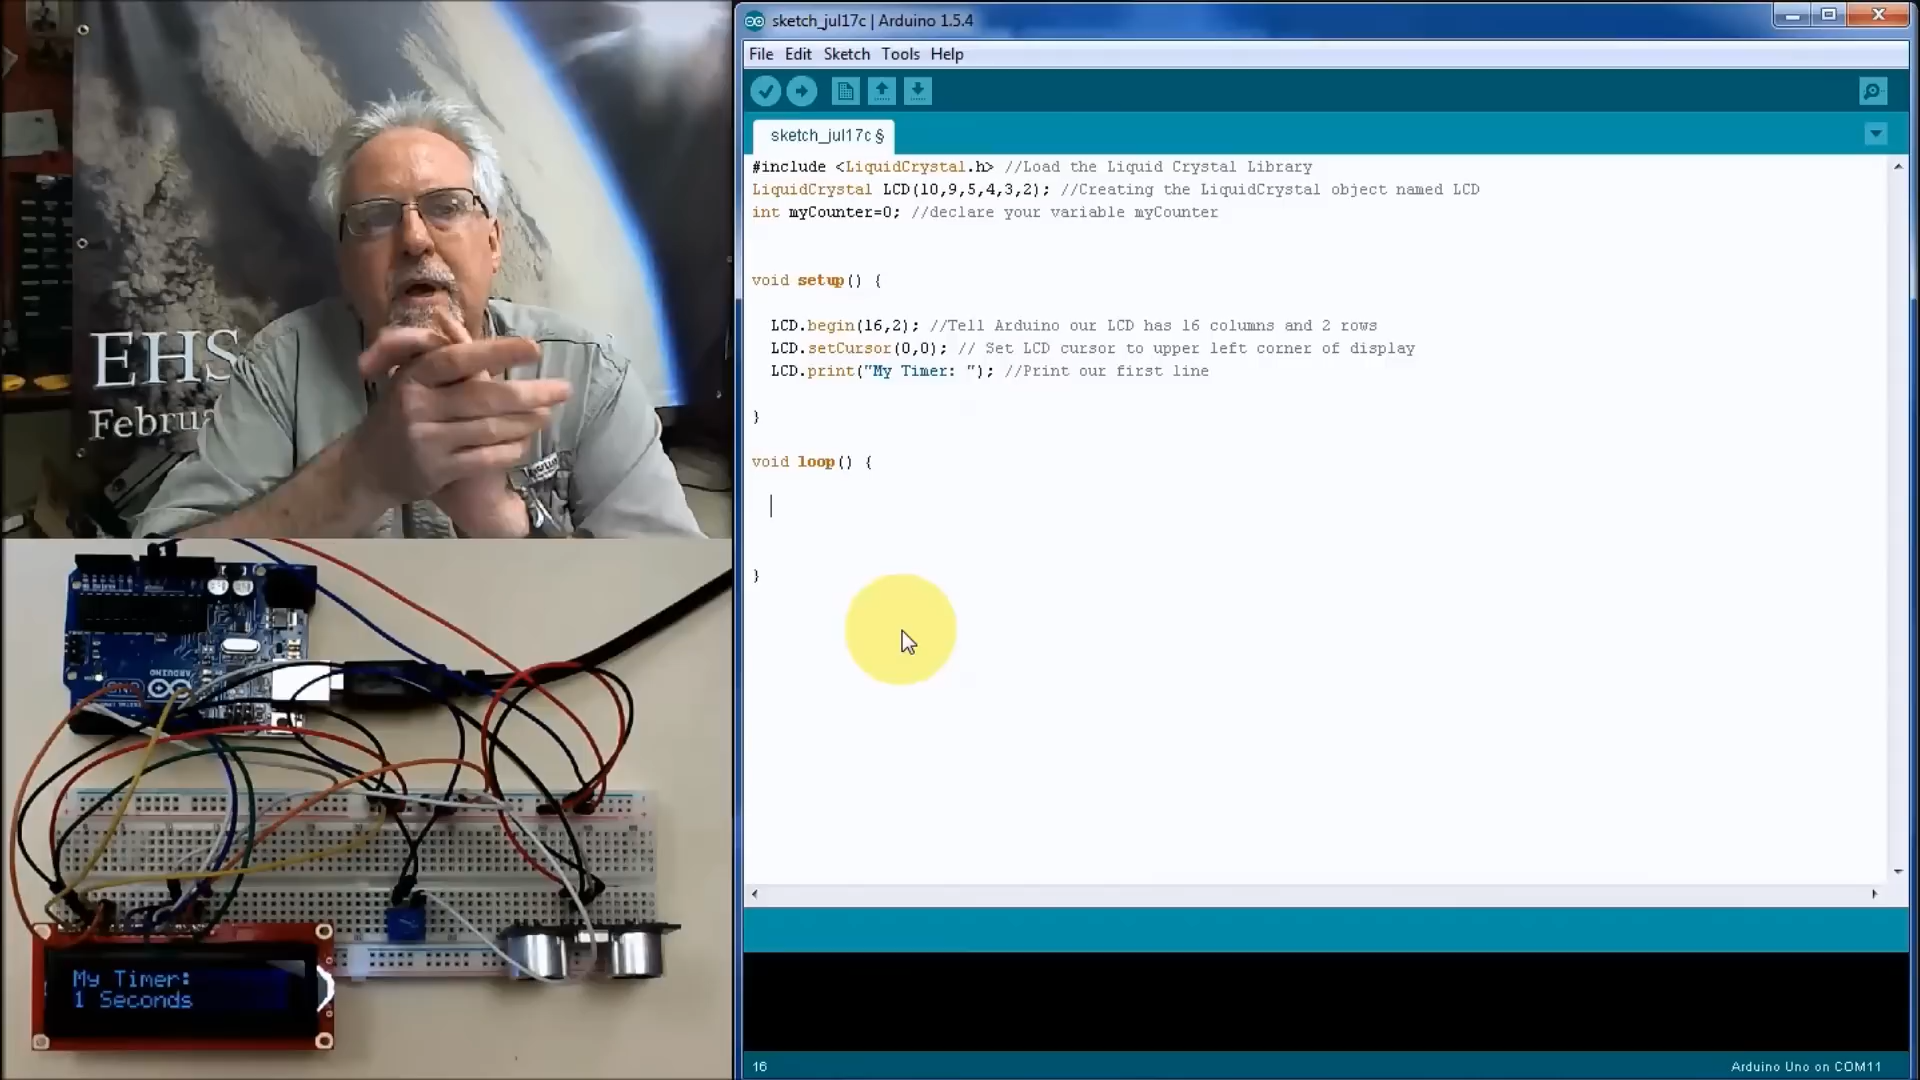 EHS
Februa
ARDUINO
My Timer:
1 Seconds
sketch_jul17c | Arduino 1.5.4
File Edit Sketch Tools Help
sketch_jul17c §
#include <LiquidCrystal.h> //Load the Liquid Crystal Library
LiquidCrystal LCD(10,9,5,4,3,2); //Creating the LiquidCrystal object named LCD
int myCounter=0; //declare your variable myCounter
void setup() {
LCD.begin(16,2); //Tell Arduino our LCD has 16 columns and 2 rows
LCD.setCursor(0,0); // Set LCD cursor to upper left corner of display
LCD.print("My Timer: "); //Print our first line
}
void loop() {
}
16
Arduino Uno on COM11